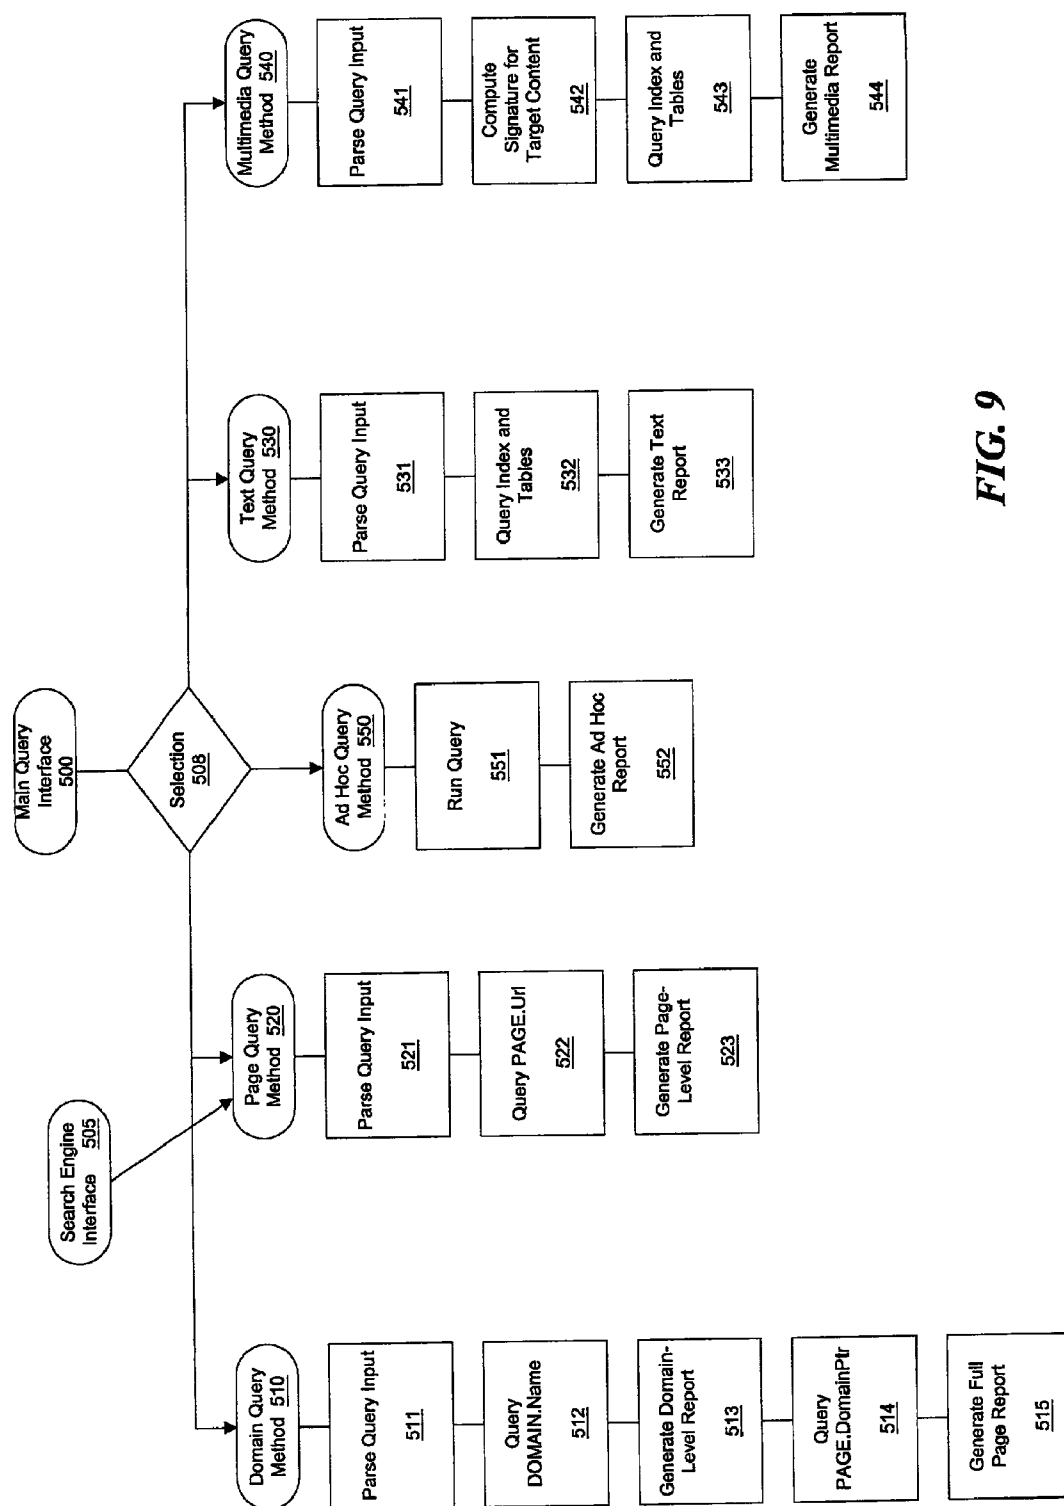 Main Query
Interface
500
Search Engine
Interface 505
Selection
508
Domain Query
Method 510
Parse Query Input
511
Query
DOMAIN.Name
512
Generate Domain-
Level Report
513
Query
PAGE.DomainPtr
514
Generate Full
Page Report
515
Page Query
Method 520
Parse Query Input
521
Query PAGE.Url
522
Generate Page-
Level Report
523
Ad Hoc Query
Method 550
Run Query
551
Generate Ad Hoc
Report
552
Text Query
Method 530
Parse Query Input
531
Query Index and
Tables
532
Generate Text
Report
533
Multimedia Query
Method 540
Parse Query Input
541
Compute
Signature for
Target Content
542
Query Index and
Tables
543
Generate
Multimedia Report
544
FIG. 9